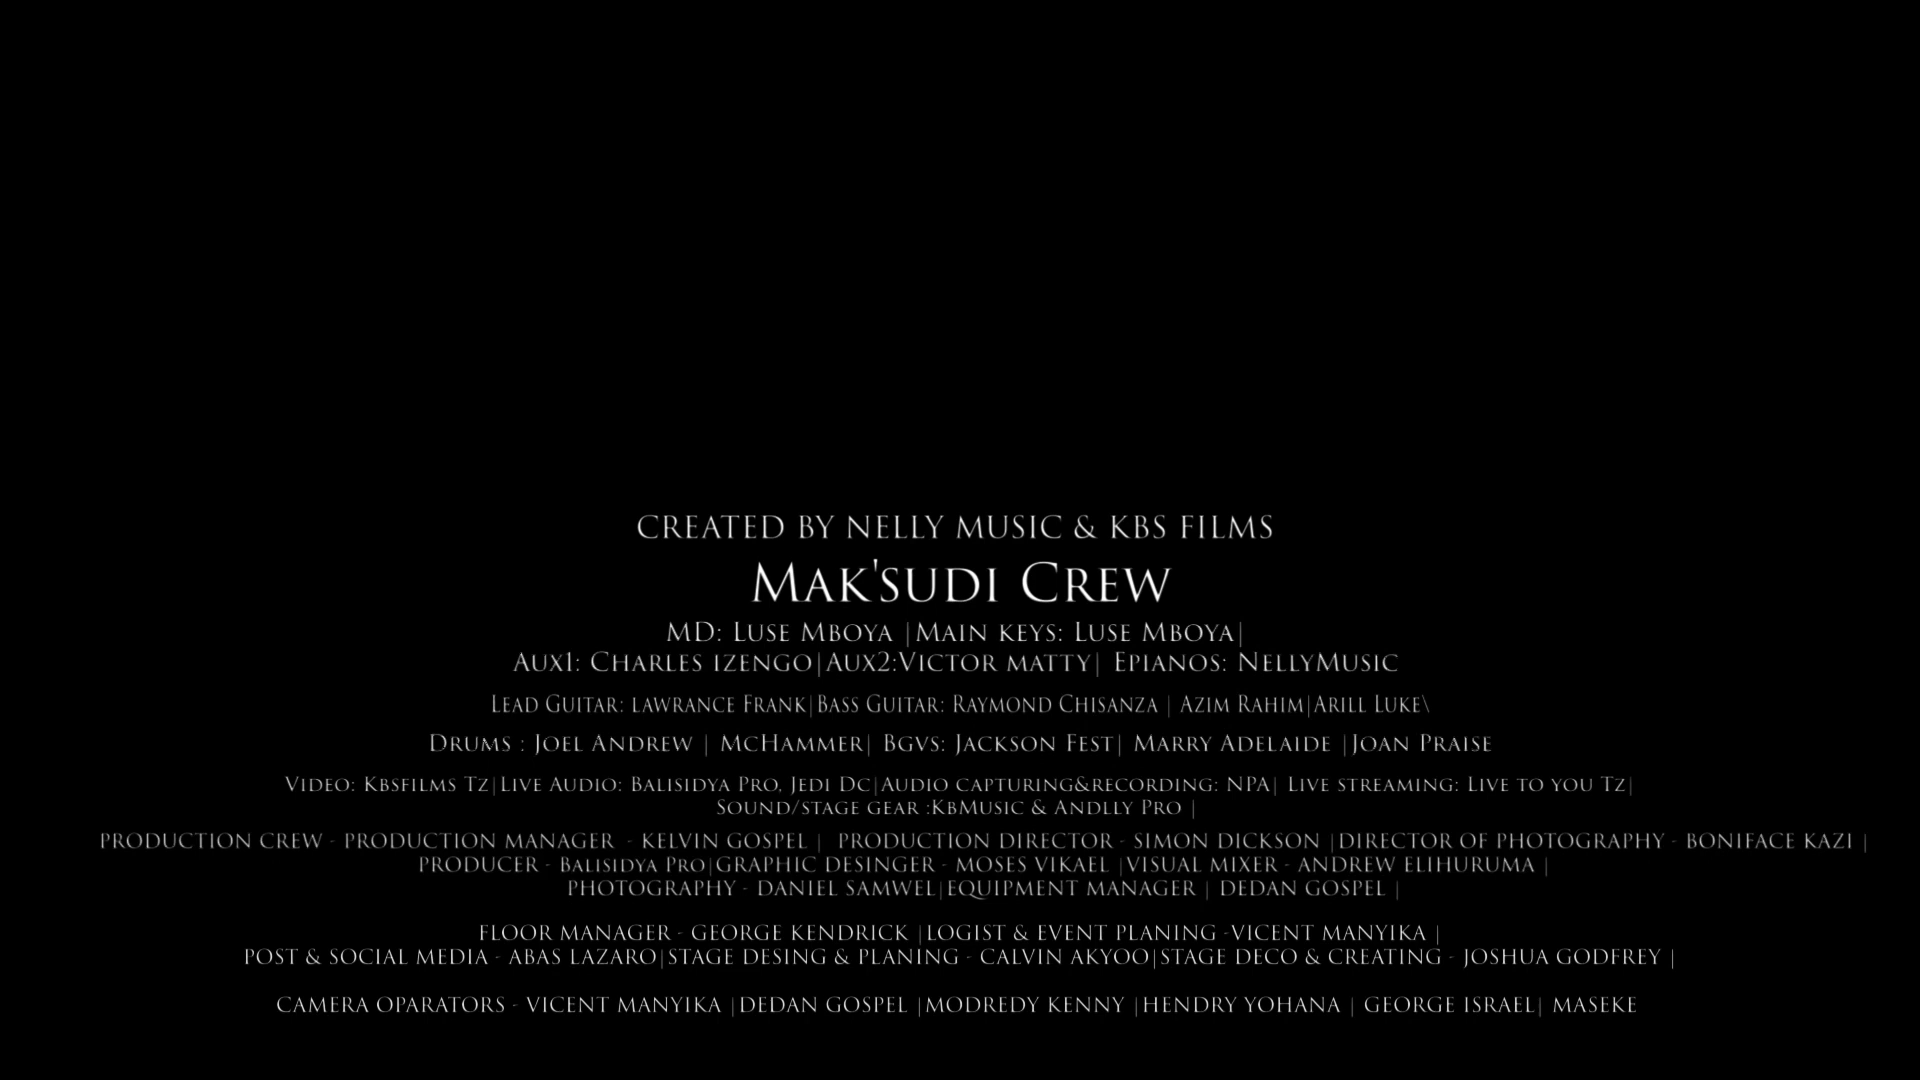 CREATED BY NELLY MUSIC & KBS FILMS
Mak'sudi Crew
MD: Luse Mboya |Main keys: Luse Mboya|
Aux1: Charles izengo|Aux2:Victor matty| Epianos: NellyMusic
Lead Guitar: lawrance Frank|Bass Guitar: Raymond Chisanza | Azim Rahim|Arill Luke\
Drums : Joel Andrew | McHammer| Bgvs: Jackson Fest| Marry Adelaide |Joan Praise
Video: Kbsfilms Tz|Live Audio: Balisidya Pro, Jedi Dc|Audio capturing&recording: NPA| Live streaming: Live to you Tz|
Sound/stage gear :KbMusic & Andlly Pro |
PRODUCTION CREW - PRODUCTION MANAGER - KELVIN GOSPEL | PRODUCTION DIRECTOR - SIMON DICKSON |DIRECTOR OF PHOTOGRAPHY - BONIFACE KAZI |
PRODUCER - Balisidya Pro|GRAPHIC DESINGER - MOSES VIKAEL |VISUAL MIXER - ANDREW ELIHURUMA |
PHOTOGRAPHY - DANIEL SAMWEL|EQUIPMENT MANAGER | DEDAN GOSPEL |
FLOOR MANAGER - GEORGE KENDRICK |LOGIST & EVENT PLANING -VICENT MANYIKA |
POST & SOCIAL MEDIA - ABAS LAZARO|STAGE DESING & PLANING - CALVIN AKYOO|STAGE DECO & CREATING - JOSHUA GODFREY |
CAMERA OPARATORS - VICENT MANYIKA |DEDAN GOSPEL |MODREDY KENNY |HENDRY YOHANA | GEORGE ISRAEL| MASEKE